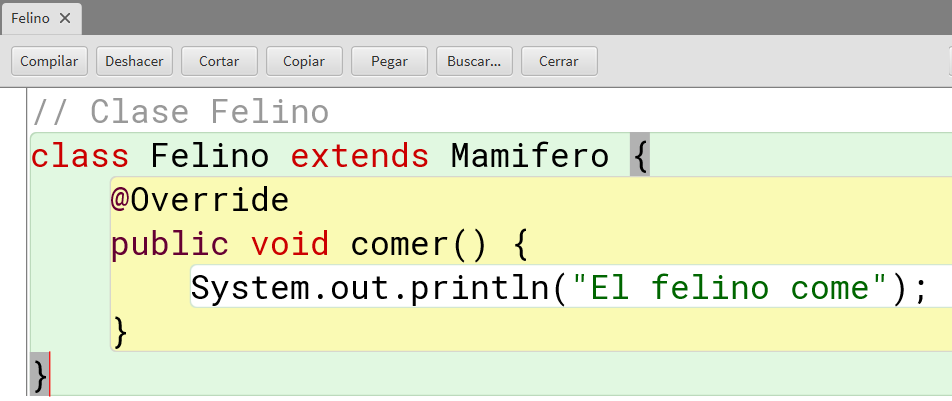 Felino ✕
Compilar Deshacer Cortar Copiar Pegar Buscar... Cerrar
// Clase Felino
class Felino extends Mamifero {
    @Override
    public void comer() {
        System.out.println("El felino come");
    }
}